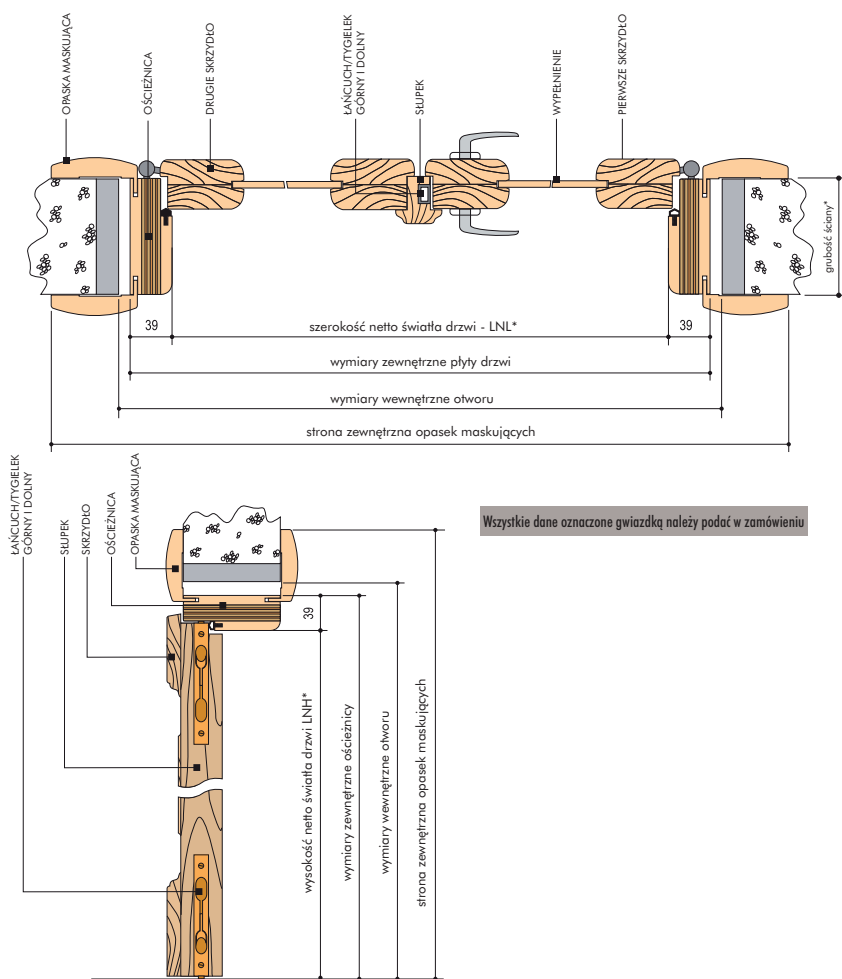 OPASKA MASKUJĄCA
OŚCIEŻNICA
DRUGIE SKRZYDŁO
ŁAŃCUCH/TYGIELEK
GÓRNY I DOLNY
SŁUPEK
WYPEŁNIENIE
PIERWSZE SKRZYDŁO
grubość ściany*
39
szerokość netto światła drzwi - LNL*
39
wymiary zewnętrzne płyty drzwi
wymiary wewnętrzne otworu
strona zewnętrzna opasek maskujących
ŁAŃCUCH/TYGIELEK
GÓRNY I DOLNY
SŁUPEK
SKRZYDŁO
OŚCIEŻNICA
OPASKA MASKUJĄCA
Wszystkie dane oznaczone gwiazdką należy podać w zamówieniu
39
wysokość netto światła drzwi LNH*
wymiary zewnętrzne ościeżnicy
wymiary wewnętrzne otworu
strona zewnętrzna opasek maskujących